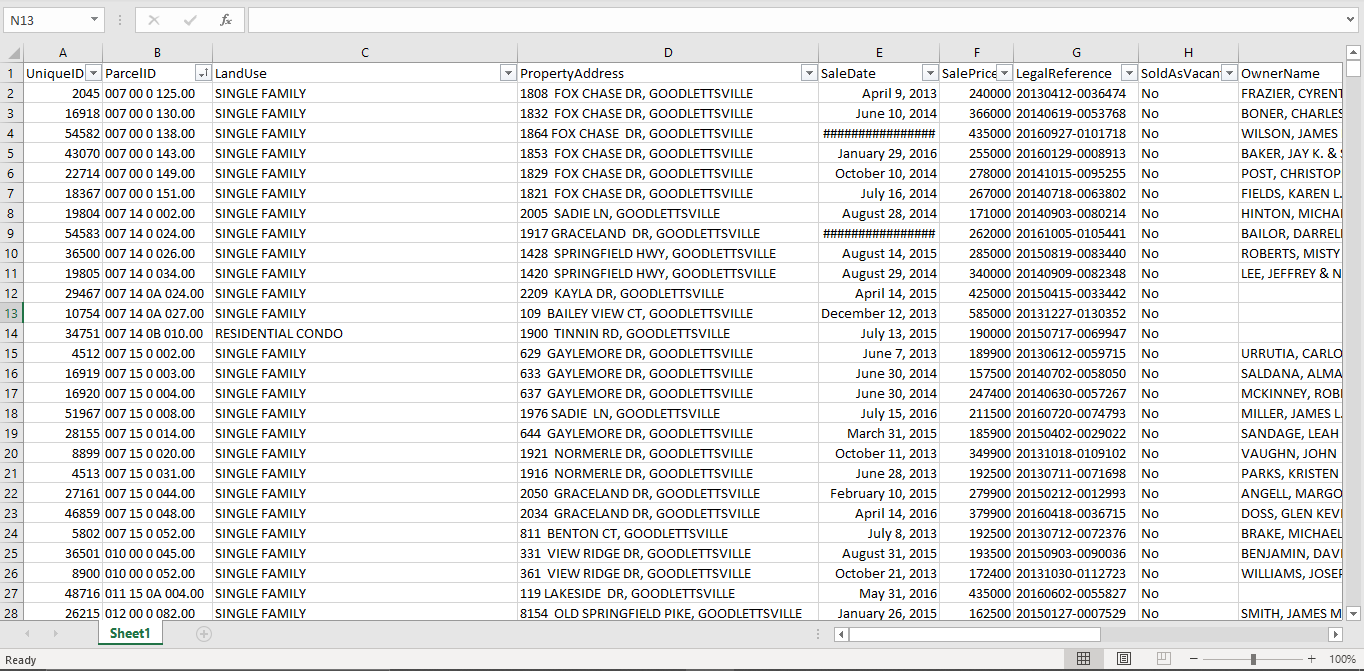 N13 fx
A B C D E F G H
1 UniqueID ParcelID LandUse PropertyAddress SaleDate SalePrice LegalReference SoldAsVacant OwnerName
2 2045 007 00 0 125.00 SINGLE FAMILY 1808  FOX CHASE DR, GOODLETTSVILLE April 9, 2013 240000 20130412-0036474 No FRAZIER, CYRENT
3 16918 007 00 0 130.00 SINGLE FAMILY 1832  FOX CHASE DR, GOODLETTSVILLE June 10, 2014 366000 20140619-0053768 No BONER, CHARLES
4 54582 007 00 0 138.00 SINGLE FAMILY 1864 FOX CHASE  DR, GOODLETTSVILLE ################ 435000 20160927-0101718 No WILSON, JAMES
5 43070 007 00 0 143.00 SINGLE FAMILY 1853  FOX CHASE DR, GOODLETTSVILLE January 29, 2016 255000 20160129-0008913 No BAKER, JAY K. &
6 22714 007 00 0 149.00 SINGLE FAMILY 1829  FOX CHASE DR, GOODLETTSVILLE October 10, 2014 278000 20141015-0095255 No POST, CHRISTOP
7 18367 007 00 0 151.00 SINGLE FAMILY 1821  FOX CHASE DR, GOODLETTSVILLE July 16, 2014 267000 20140718-0063802 No FIELDS, KAREN L.
8 19804 007 14 0 002.00 SINGLE FAMILY 2005  SADIE LN, GOODLETTSVILLE August 28, 2014 171000 20140903-0080214 No HINTON, MICHA
9 54583 007 14 0 024.00 SINGLE FAMILY 1917 GRACELAND  DR, GOODLETTSVILLE ################ 262000 20161005-0105441 No BAILOR, DARRELL
10 36500 007 14 0 026.00 SINGLE FAMILY 1428  SPRINGFIELD HWY, GOODLETTSVILLE August 14, 2015 285000 20150819-0083440 No ROBERTS, MISTY
11 19805 007 14 0 034.00 SINGLE FAMILY 1420  SPRINGFIELD HWY, GOODLETTSVILLE August 29, 2014 340000 20140909-0082348 No LEE, JEFFREY & N
12 29467 007 14 0A 024.00 SINGLE FAMILY 2209  KAYLA DR, GOODLETTSVILLE April 14, 2015 425000 20150415-0033442 No
13 10754 007 14 0A 027.00 SINGLE FAMILY 109  BAILEY VIEW CT, GOODLETTSVILLE December 12, 2013 585000 20131227-0130352 No
14 34751 007 14 0B 010.00 RESIDENTIAL CONDO 1900  TINNIN RD, GOODLETTSVILLE July 13, 2015 190000 20150717-0069947 No
15 4512 007 15 0 002.00 SINGLE FAMILY 629  GAYLEMORE DR, GOODLETTSVILLE June 7, 2013 189900 20130612-0059715 No URRUTIA, CARLO
16 16919 007 15 0 003.00 SINGLE FAMILY 633  GAYLEMORE DR, GOODLETTSVILLE June 30, 2014 157500 20140702-0058050 No SALDANA, ALMA
17 16920 007 15 0 004.00 SINGLE FAMILY 637  GAYLEMORE DR, GOODLETTSVILLE June 30, 2014 247400 20140630-0057267 No MCKINNEY, ROB
18 51967 007 15 0 008.00 SINGLE FAMILY 1976 SADIE  LN, GOODLETTSVILLE July 15, 2016 211500 20160720-0074793 No MILLER, JAMES L.
19 28155 007 15 0 014.00 SINGLE FAMILY 644  GAYLEMORE DR, GOODLETTSVILLE March 31, 2015 185900 20150402-0029022 No SANDAGE, LEAH
20 8899 007 15 0 020.00 SINGLE FAMILY 1921  NORMERLE DR, GOODLETTSVILLE October 11, 2013 349900 20131018-0109102 No VAUGHN, JOHN
21 4513 007 15 0 031.00 SINGLE FAMILY 1916  NORMERLE DR, GOODLETTSVILLE June 28, 2013 192500 20130711-0071698 No PARKS, KRISTEN
22 27161 007 15 0 044.00 SINGLE FAMILY 2050  GRACELAND DR, GOODLETTSVILLE February 10, 2015 279900 20150212-0012993 No ANGELL, MARGO
23 46859 007 15 0 048.00 SINGLE FAMILY 2034  GRACELAND DR, GOODLETTSVILLE April 14, 2016 379900 20160418-0036715 No DOSS, GLEN KEV
24 5802 007 15 0 052.00 SINGLE FAMILY 811  BENTON CT, GOODLETTSVILLE July 8, 2013 192500 20130712-0072376 No BRAKE, MICHAEL
25 36501 010 00 0 045.00 SINGLE FAMILY 331  VIEW RIDGE DR, GOODLETTSVILLE August 31, 2015 193500 20150903-0090036 No BENJAMIN, DAV
26 8900 010 00 0 052.00 SINGLE FAMILY 361  VIEW RIDGE DR, GOODLETTSVILLE October 21, 2013 172400 20131030-0112723 No WILLIAMS, JOSE
27 48716 011 15 0A 004.00 SINGLE FAMILY 119 LAKESIDE  DR, GOODLETTSVILLE May 31, 2016 435000 20160602-0055827 No
28 26215 012 00 0 082.00 SINGLE FAMILY 8154  OLD SPRINGFIELD PIKE, GOODLETTSVILLE January 26, 2015 162500 20150127-0007529 No SMITH, JAMES M
Sheet1
Ready 100%